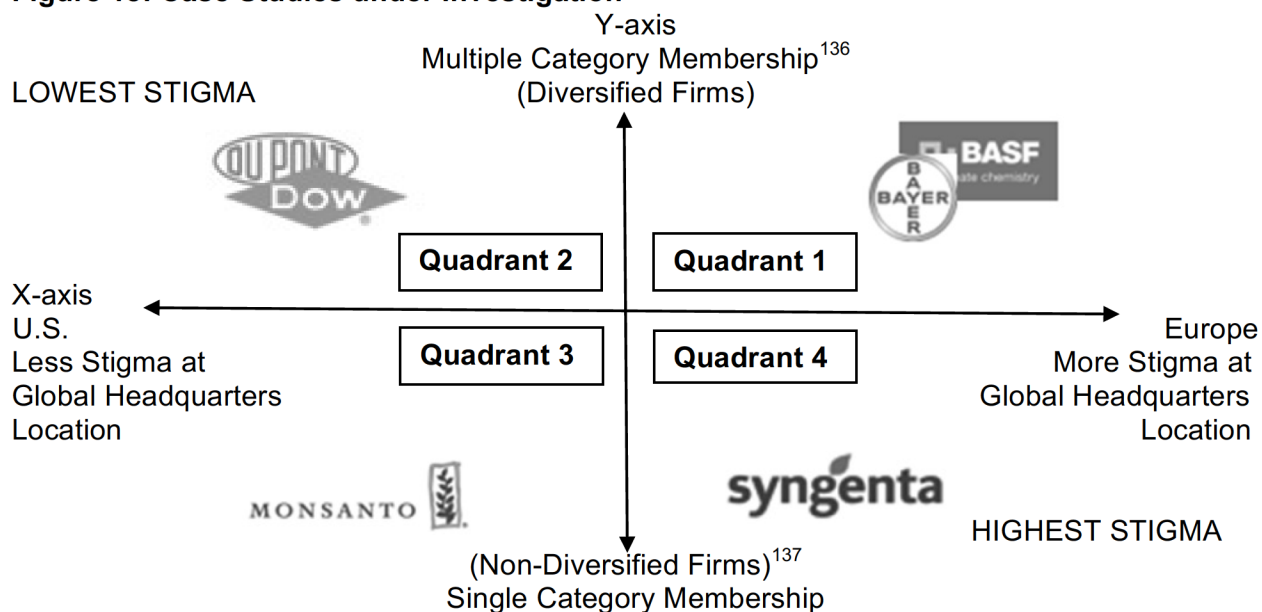 Y-axis
Multiple Category Membership136
LOWEST STIGMA
(Diversified Firms)
DU PONT
Dow
BASF
chemistry
BAYER
BAYER
Quadrant 2
Quadrant 1
X-axis
U.S.
Less Stigma at
Global Headquarters
Location
Europe
More Stigma at
Global Headquarters
Location
Quadrant 3
Quadrant 4
MONSANTO
syngenta
HIGHEST STIGMA
(Non-Diversified Firms)137
Single Category Membership